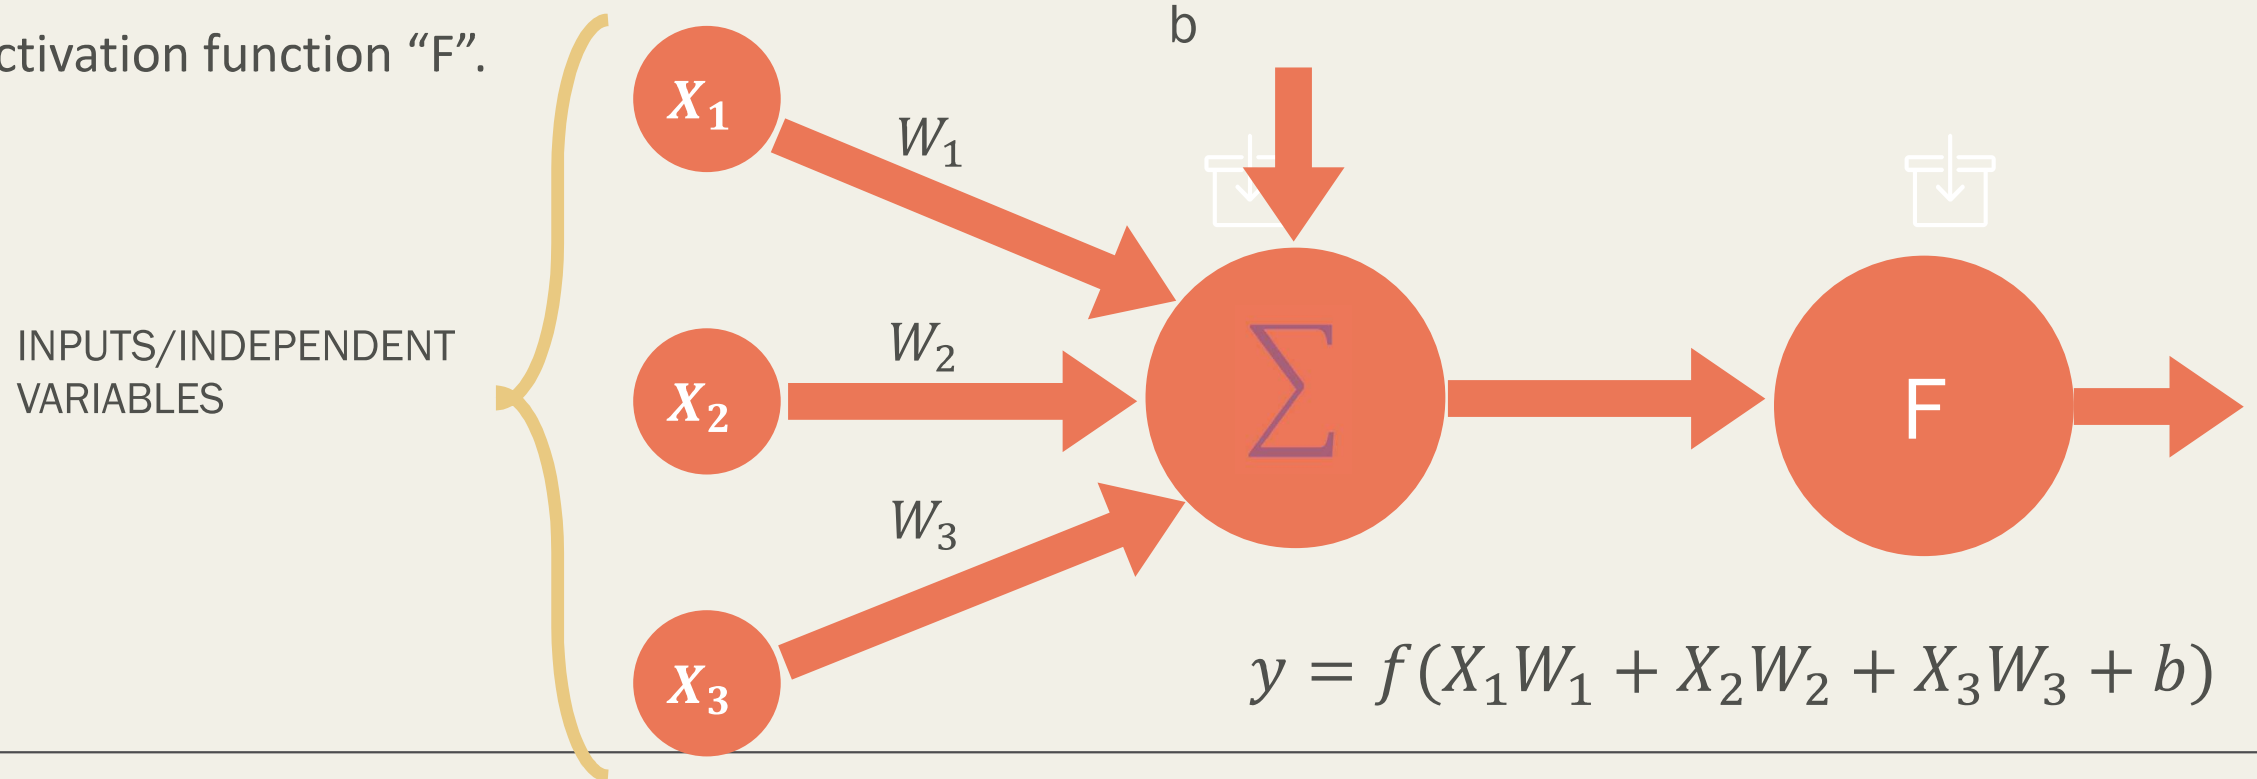 ctivation function “F”.
b
X₁
W₁
INPUTS/INDEPENDENT
VARIABLES
W₂
X₂
∑
F
W₃
X₃
y = f(X₁W₁ + X₂W₂ + X₃W₃ + b)